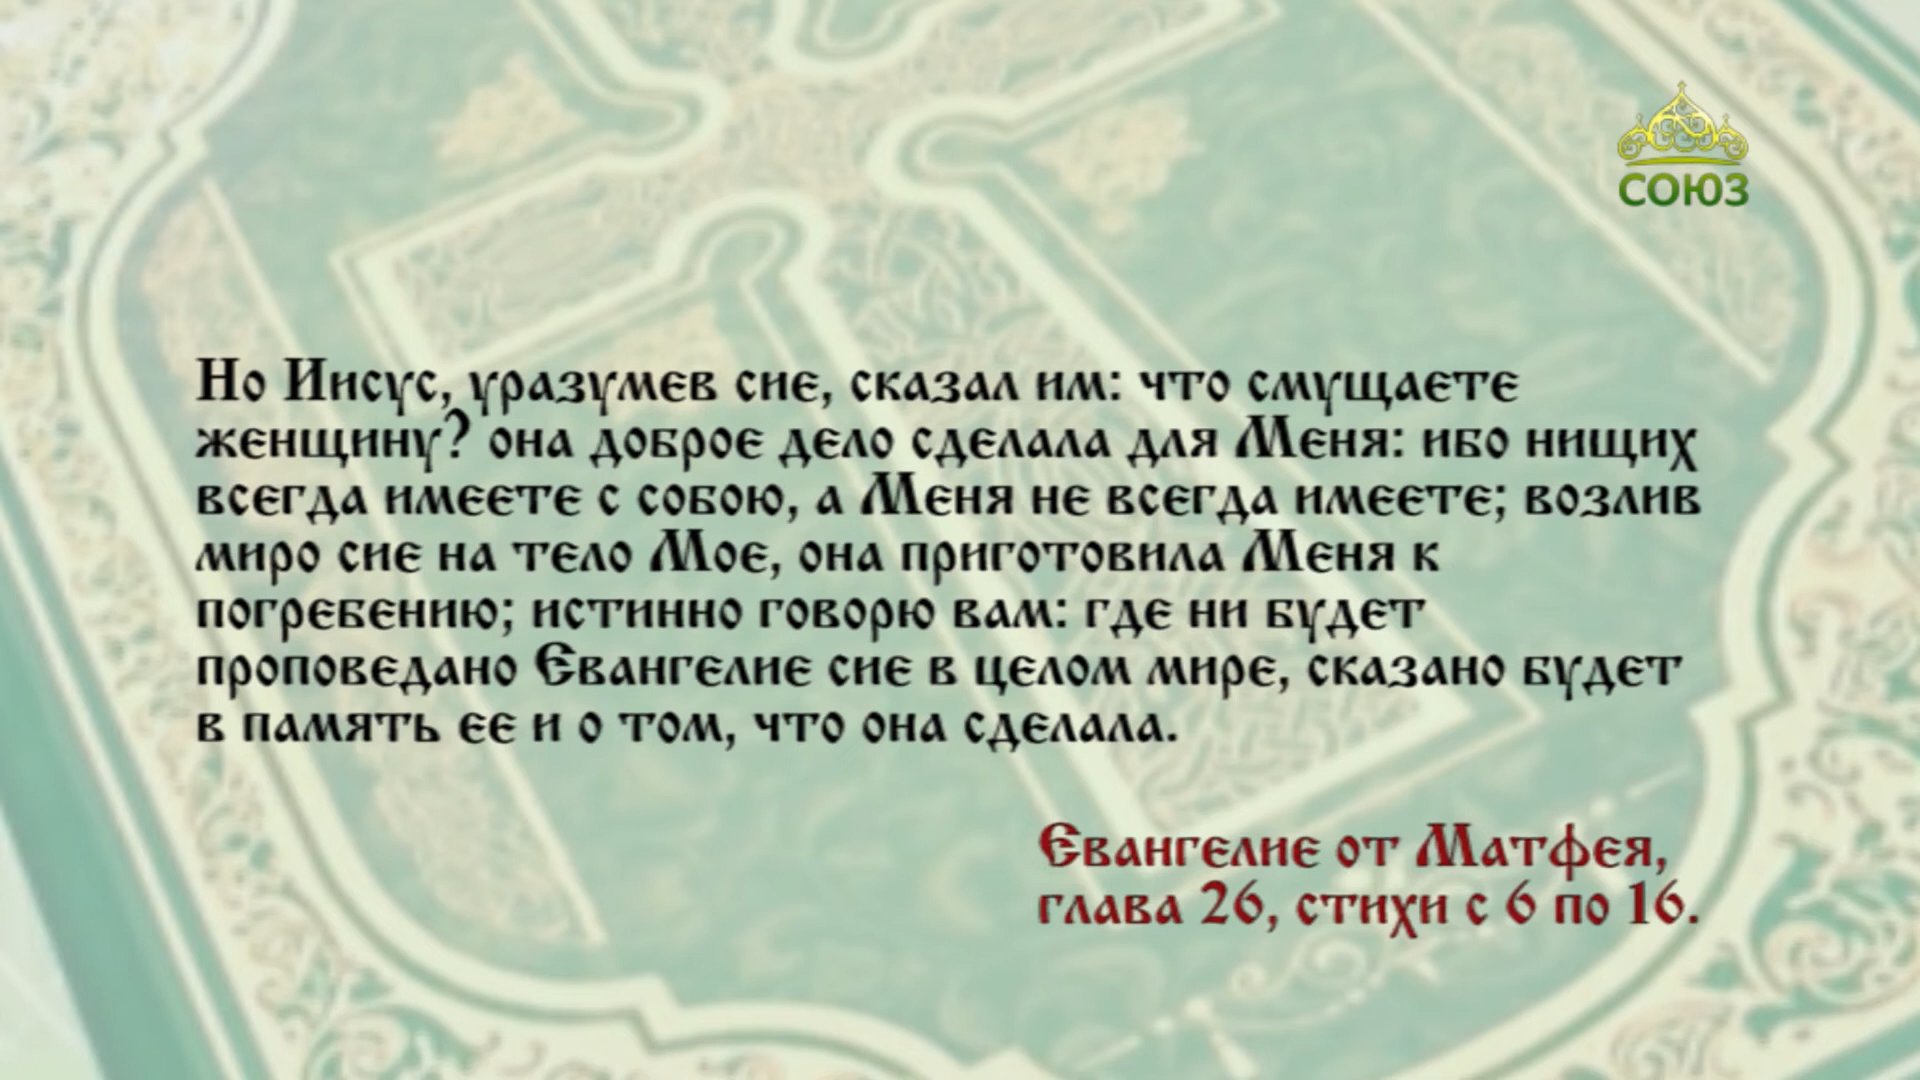 СОЮЗ
Но Иисус, уразумев сие, сказал им: что смущаете
женщину? она доброе дело сделала для Меня: ибо нищих
всегда имеете с собою, а Меня не всегда имеете; возлив
миро сие на тело Мое, она приготовила Меня к
погребению; истинно говорю вам: где ни будет
проповедано Евангелие сие в целом мире, сказано будет
в память ее и о том, что она сделала.
Евангелие от Матфея,
глава 26, стихи с 6 по 16.